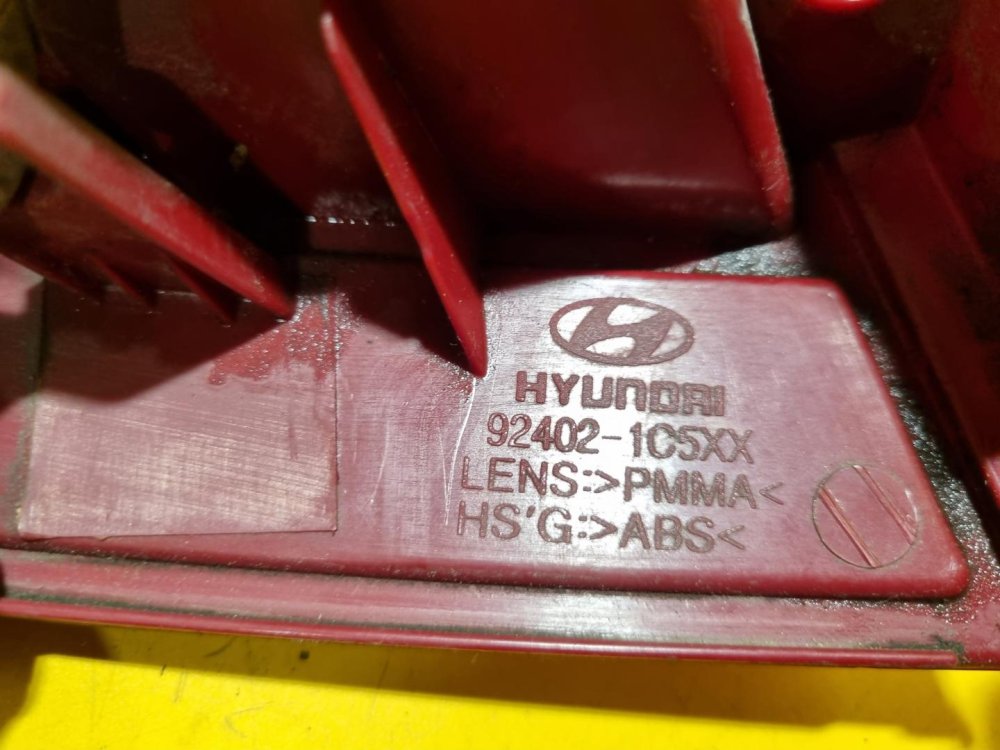 HYUNDAI
92402-1C5XX
LENS:>PMMA<
HS'G:>ABS<